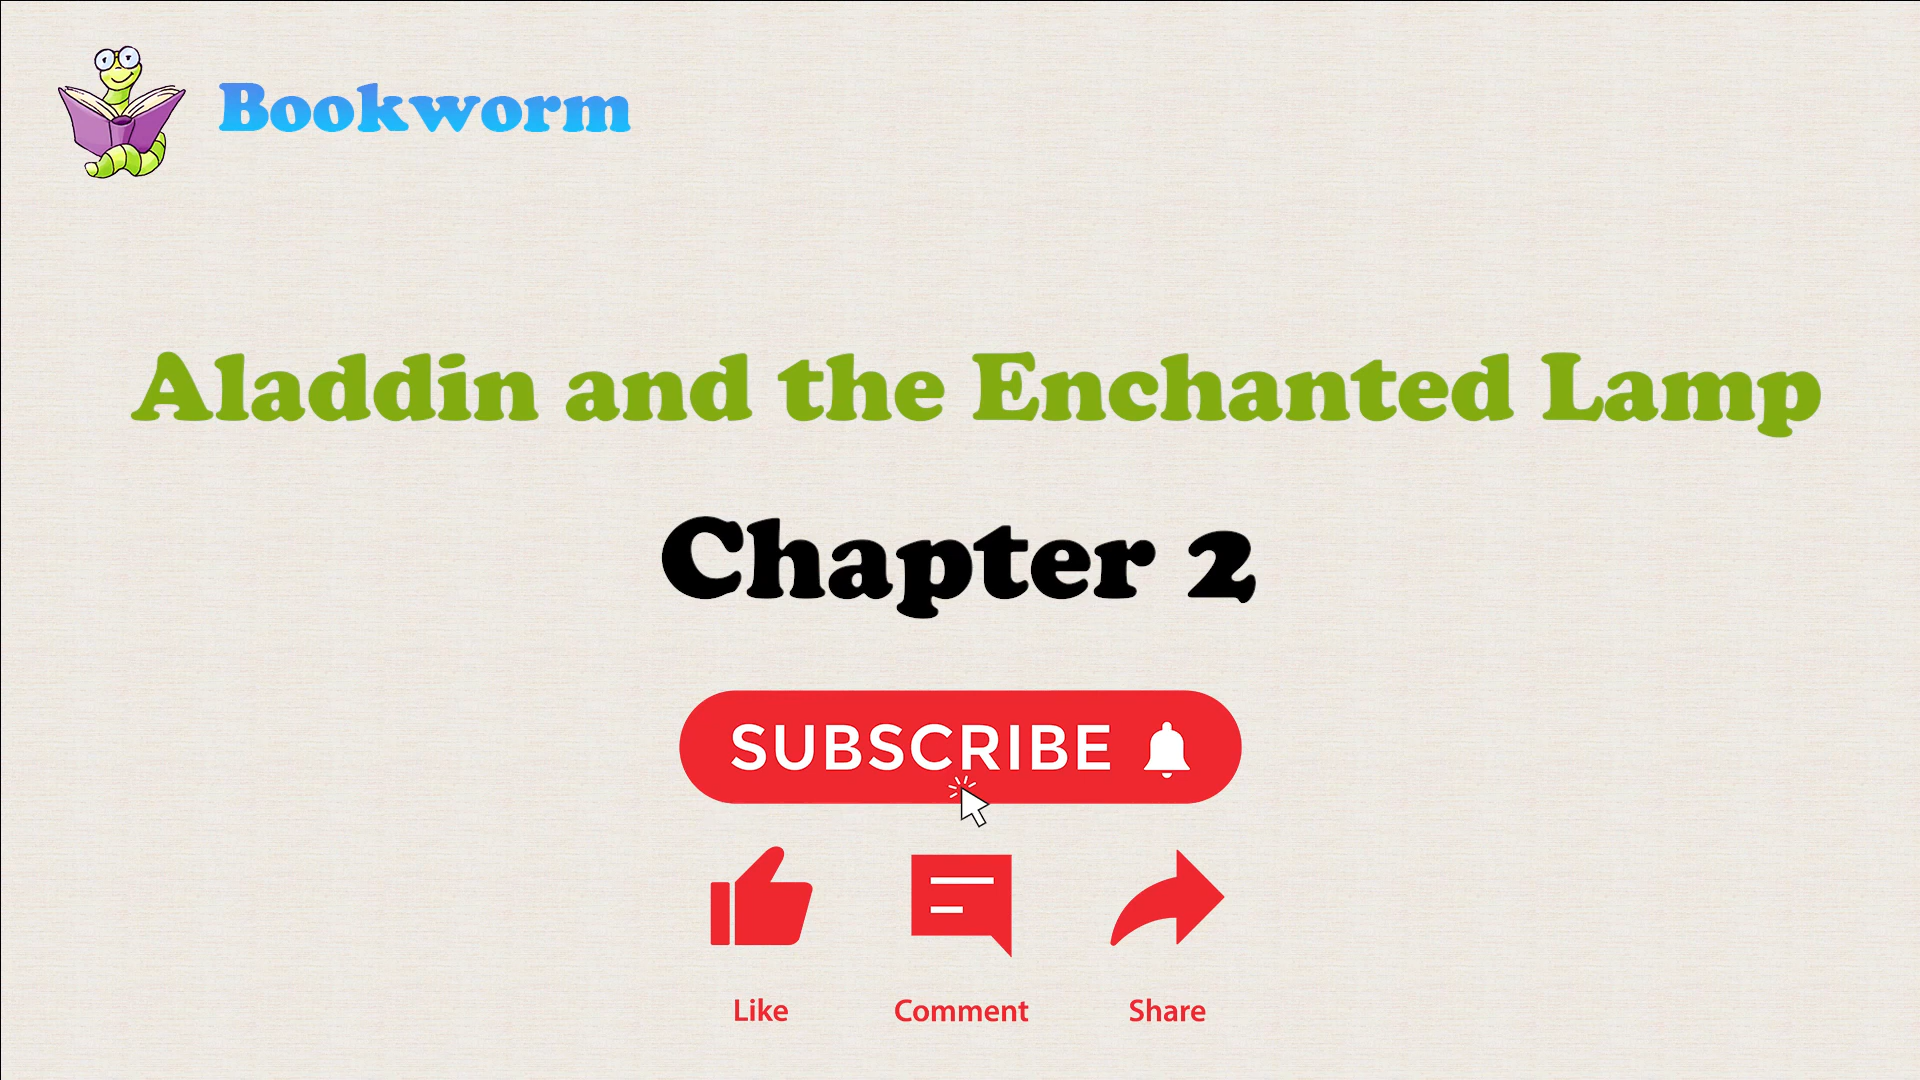 Bookworm
Aladdin and the Enchanted Lamp
Chapter 2
SUBSCRIBE
Like Comment Share